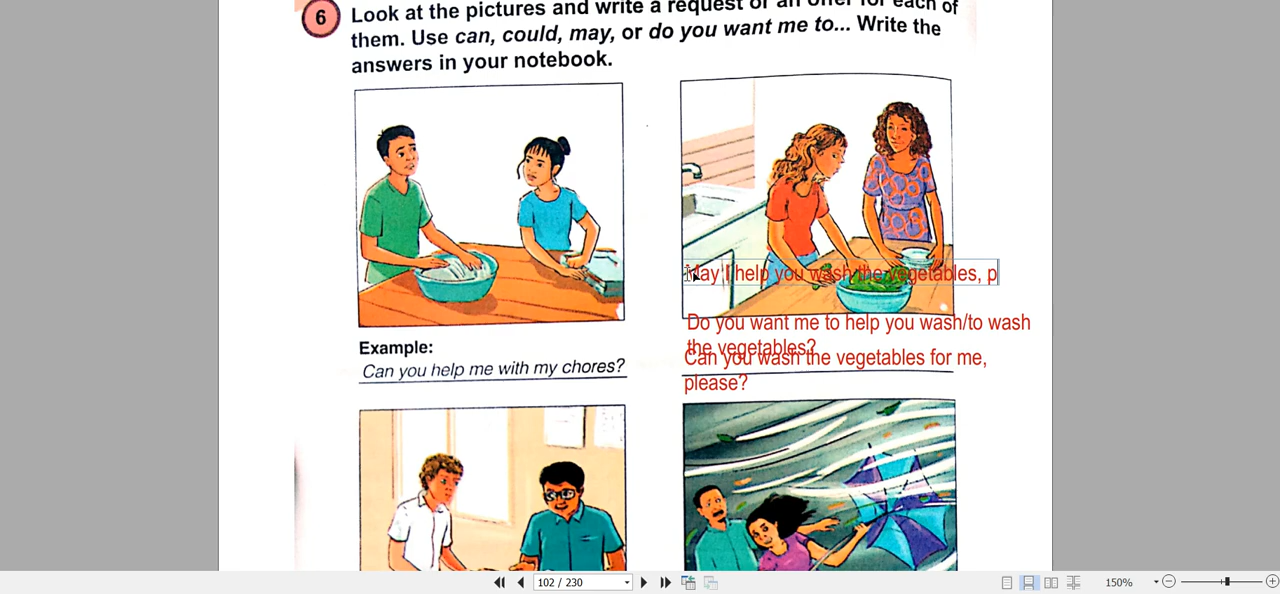 6 Look at the pictures and write a request or an offer for each of
them. Use can, could, may, or do you want me to... Write the
answers in your notebook.
May I help you wash the vegetables, p
Do you want me to help you wash/to wash
the vegetables?
Can you wash the vegetables for me,
please?
Example:
Can you help me with my chores?
102 / 230
150%